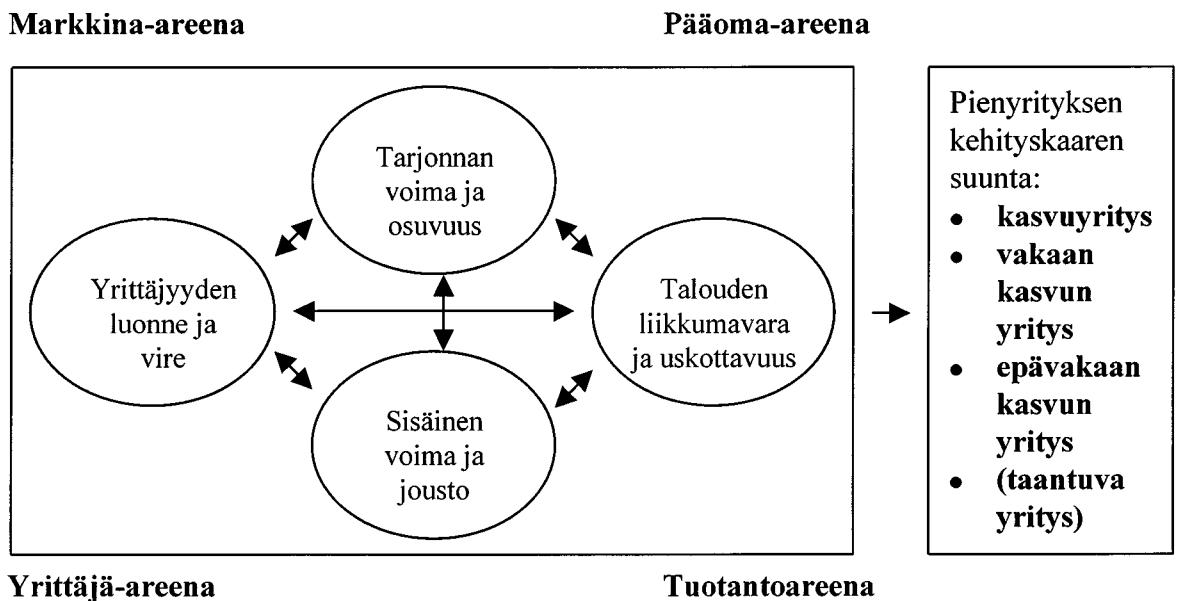 Markkina-areena
Pääoma-areena
Tarjonnan
voima ja
osuvuus
Yrittäjyyden
luonne ja
vire
Talouden
liikkumavara
ja uskottavuus
Sisäinen
voima ja
jousto
Pienyrityksen
kehityskaaren
suunta:
• kasvuyritys
• vakaan
kasvun
yritys
• epävakaan
kasvun
yritys
• (taantuva
yritys)
Yrittäjä-areena
Tuotantoareena